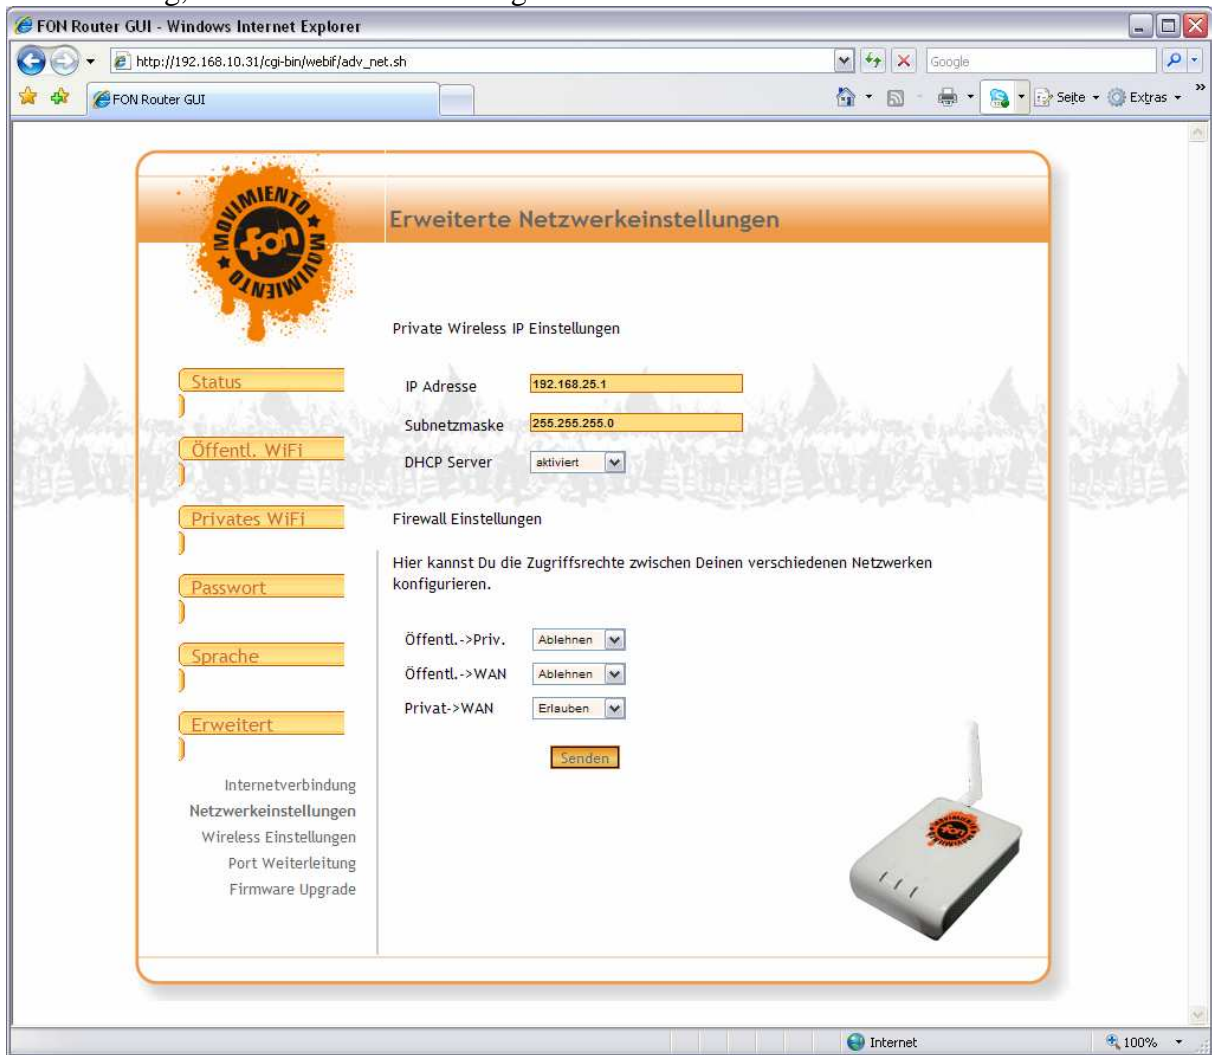 FON Router GUI - Windows Internet Explorer
http://192.168.10.31/cgi-bin/webif/adv_net.sh
Google
FON Router GUI
Seite
Extras
MOVIMIENTO
fon
MOVIMIENTO
Erweiterte Netzwerkeinstellungen
Private Wireless IP Einstellungen
Status
IP Adresse 192.168.25.1
Subnetzmaske 255.255.255.0
Öffentl. WiFi
DHCP Server aktiviert
Privates WiFi
Firewall Einstellungen
Hier kannst Du die Zugriffsrechte zwischen Deinen verschiedenen Netzwerken
konfigurieren.
Passwort
Öffentl.->Priv. Ablehnen
Sprache
Öffentl.->WAN Ablehnen
Privat->WAN Erlauben
Erweitert
Senden
Internetverbindung
Netzwerkeinstellungen
Wireless Einstellungen
Port Weiterleitung
Firmware Upgrade
fon
Internet
100%